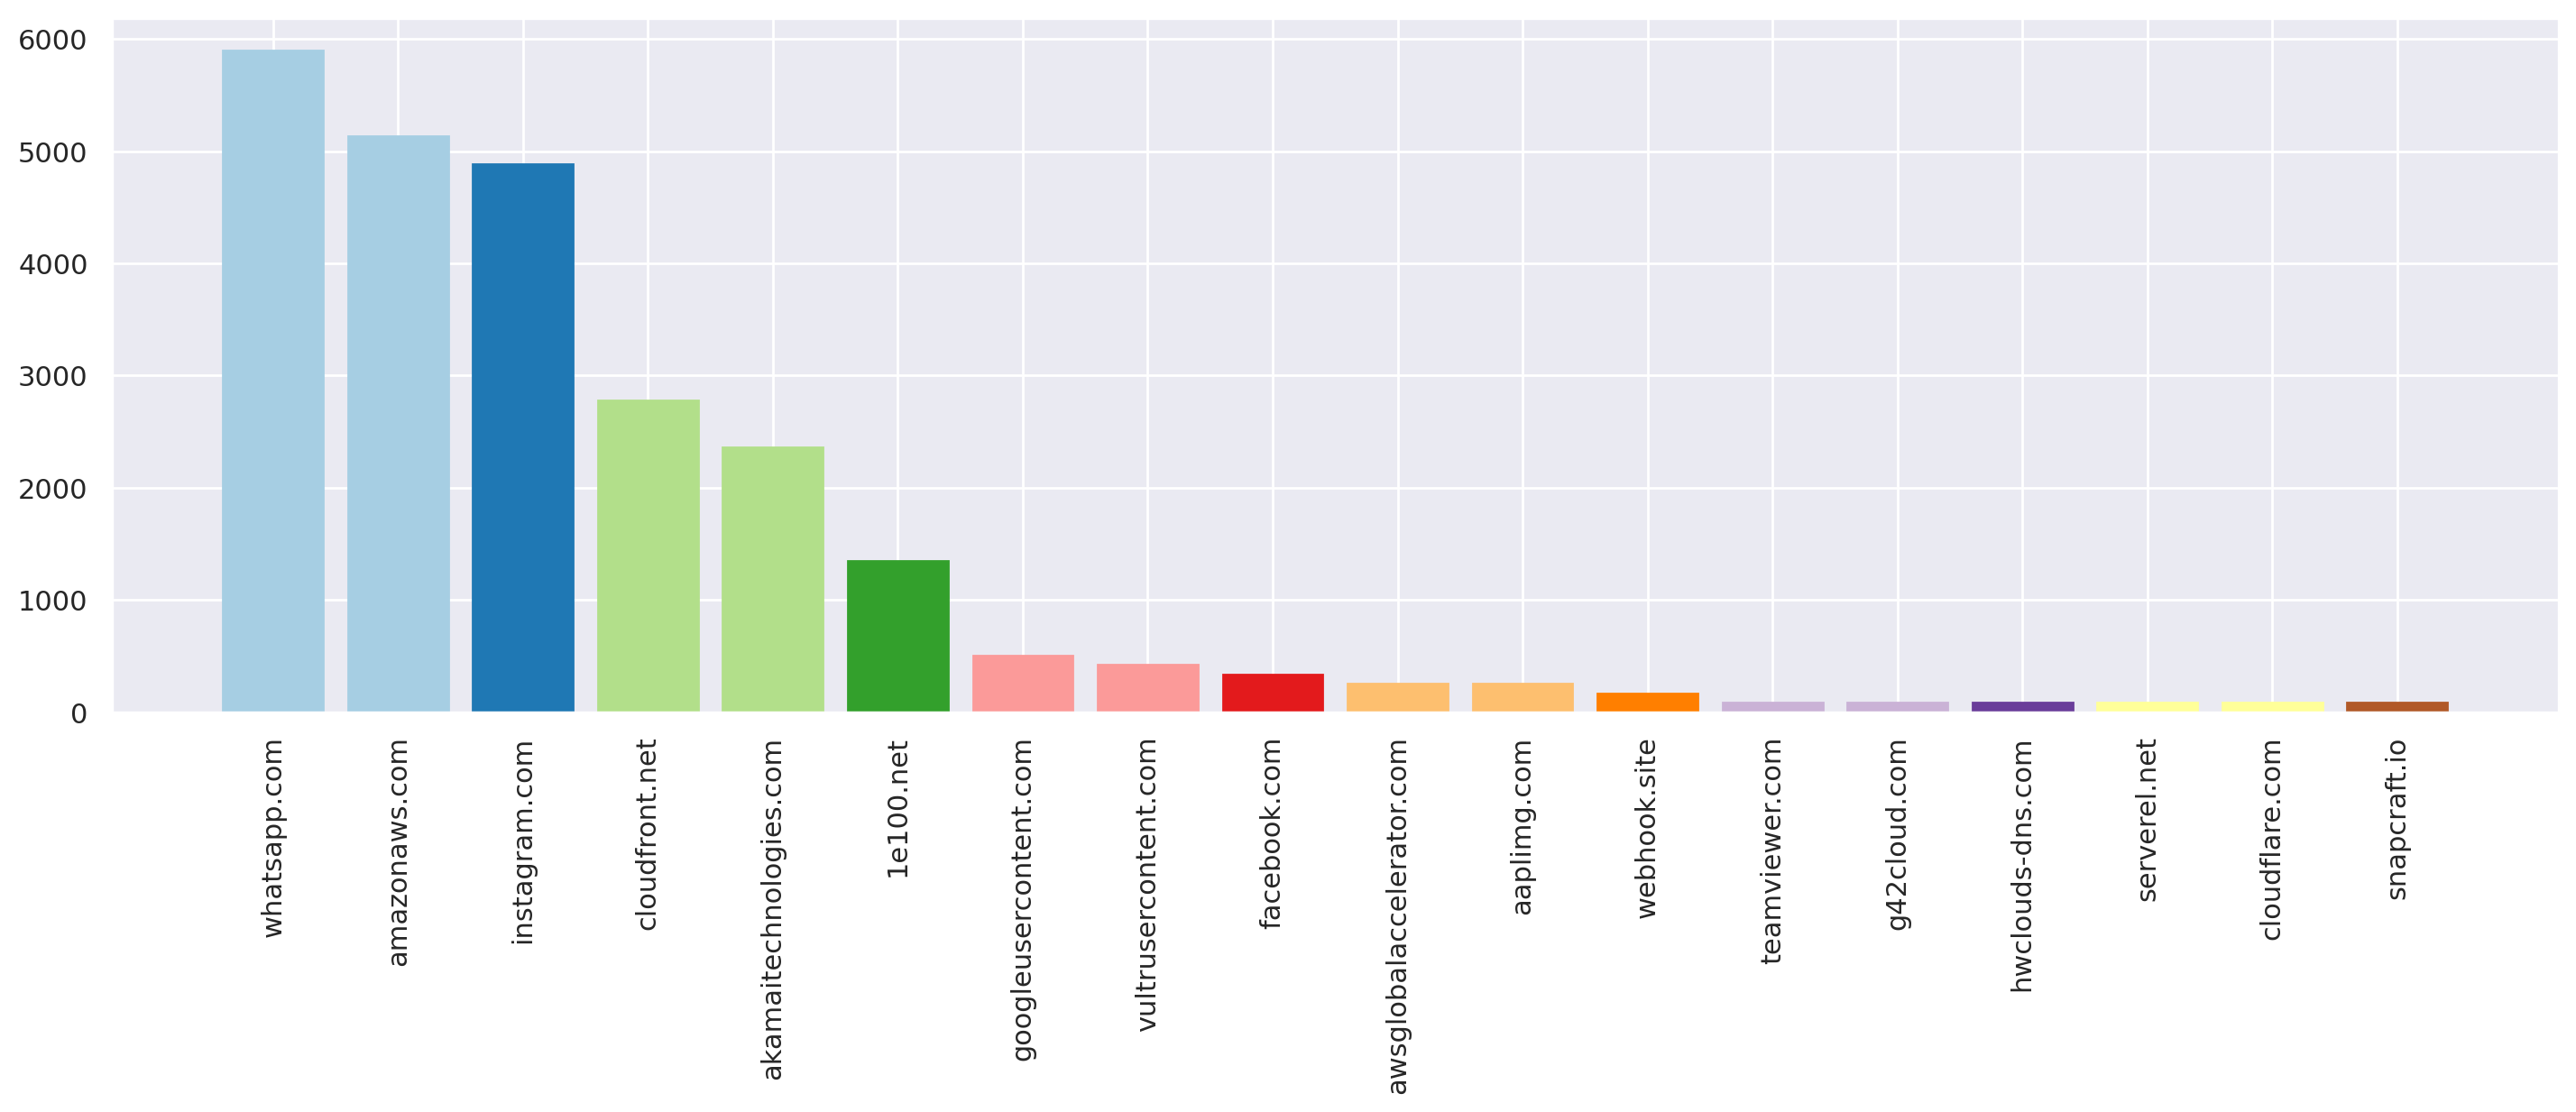 6000
5000
4000
3000
2000
1000
0
whatsapp.com
amazonaws.com
instagram.com
cloudfront.net
akamaitechnologies.com
1e100.net
googleusercontent.com
vultrusercontent.com
facebook.com
awsglobalaccelerator.com
aaplimg.com
webhook.site
teamviewer.com
g42cloud.com
hwclouds-dns.com
serverel.net
cloudflare.com
snapcraft.io